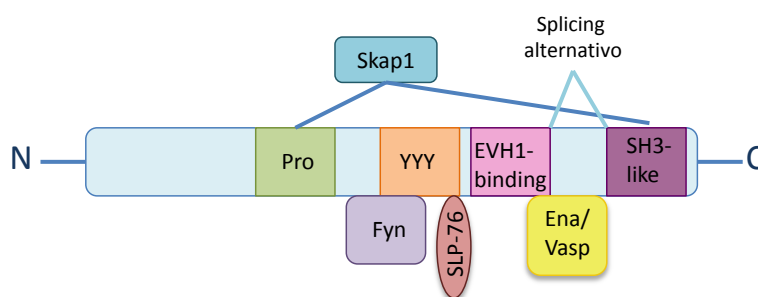 Splicing
alternativo
Skap1
N
Pro
YYY
EVH1-
binding
SH3-
like
C
Fyn
SLP-76
Ena/
Vasp